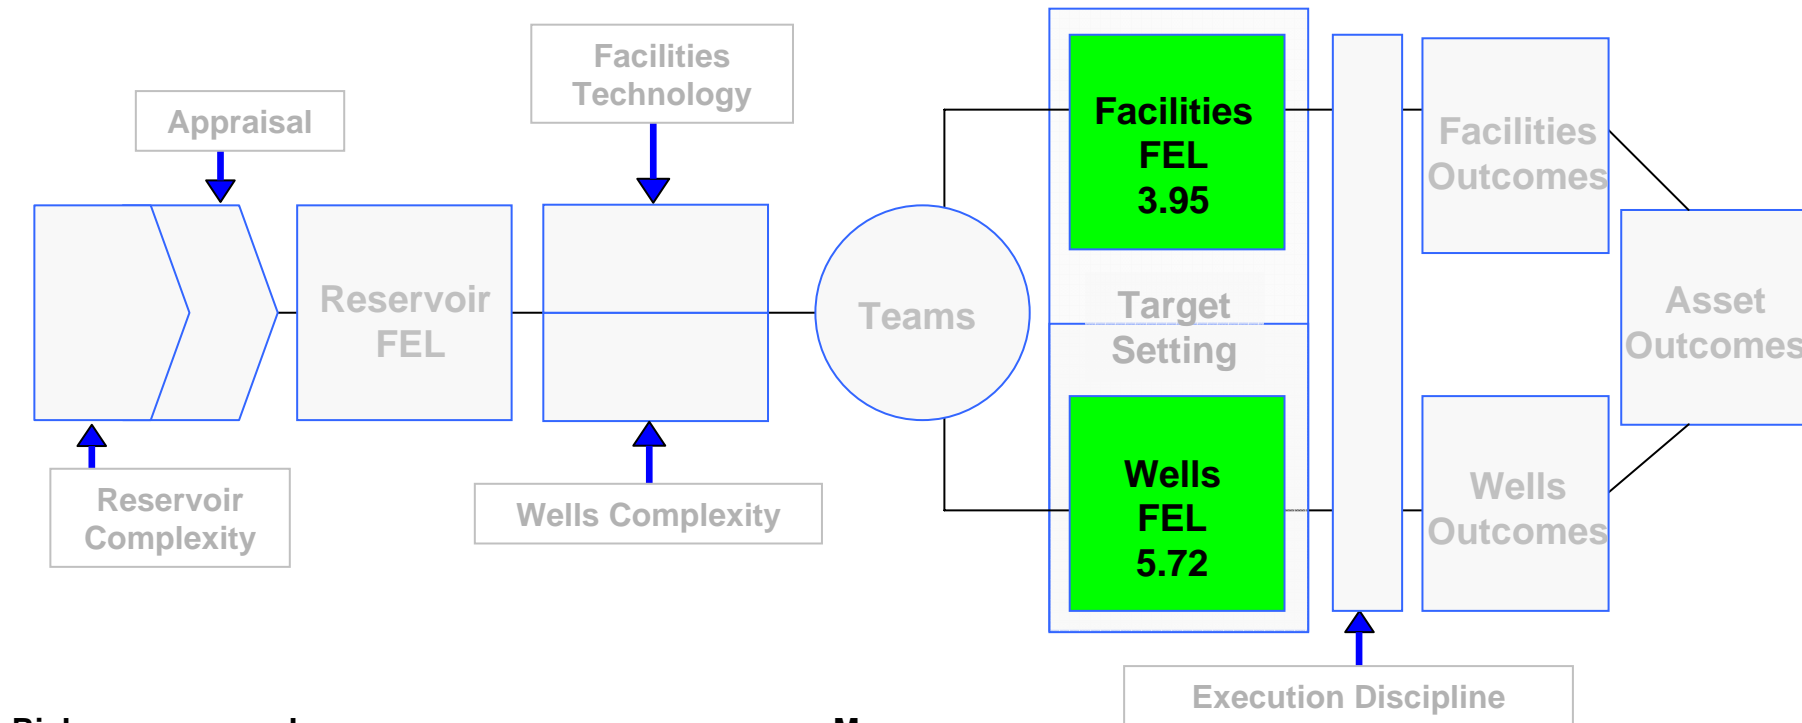 Facilities
Technology
Appraisal
Facilities
FEL
3.95
Facilities
Outcomes
Reservoir
FEL
Teams
Target
Setting
Asset
Outcomes
Reservoir
Complexity
Wells Complexity
Wells
FEL
5.72
Wells
Outcomes
Execution Discipline